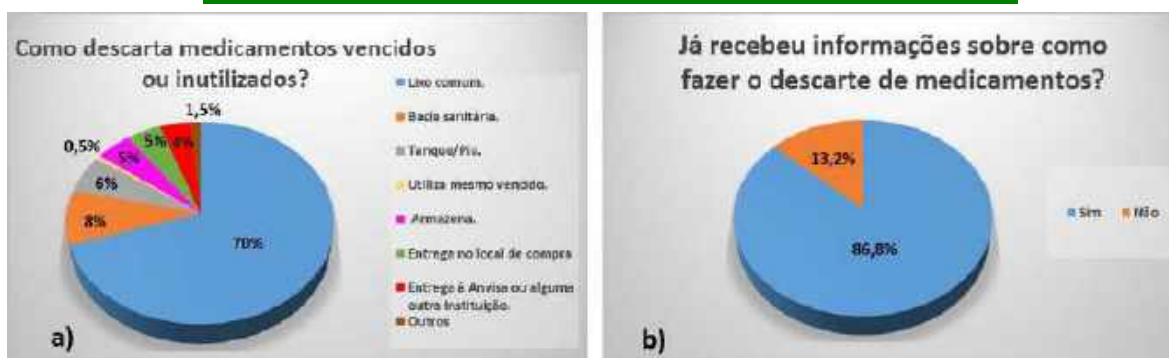 Como descarta medicamentos vencidos
ou inutilizados?
1,5%
5%
4%
5%
0,5%
6%
8%
70%
Lixo comum.
Bacia sanitária.
Tanque/Pia.
Utiliza mesmo vencido.
Armazena.
Entrega no local de compra
Entrega à Anvisa ou alguma
outra Instituição.
Outros
a)
Já recebeu informações sobre como
fazer o descarte de medicamentos?
13,2%
86,8%
Sim
Não
b)